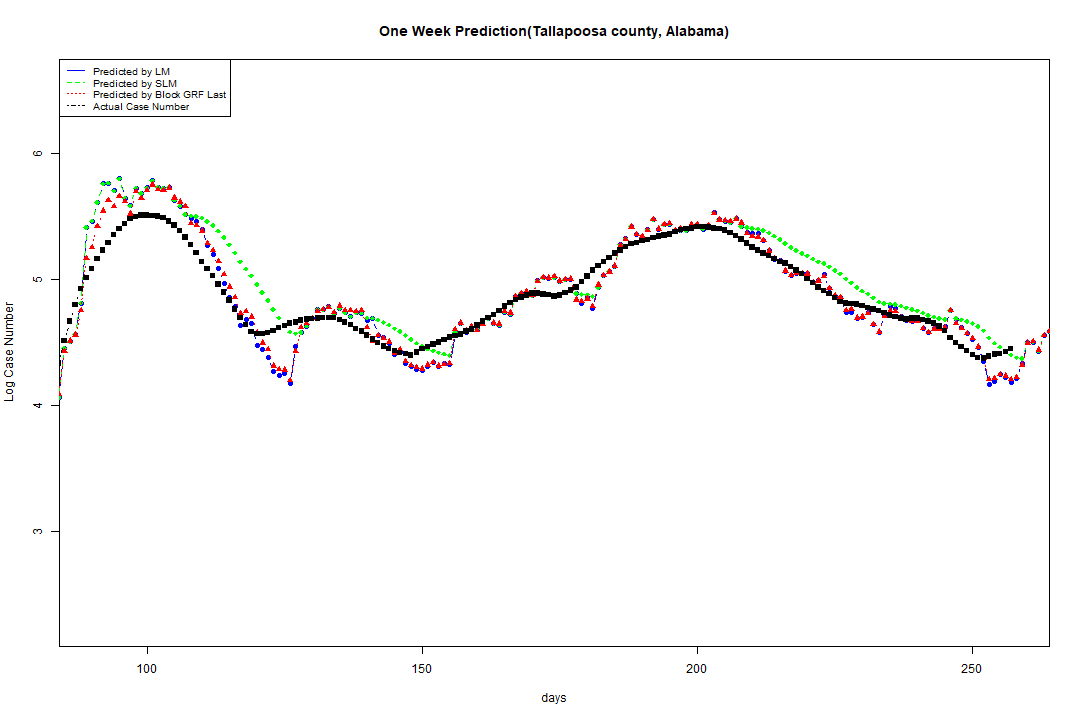 One Week Prediction(Tallapoosa county, Alabama)
Predicted by LM
Predicted by SLM
Predicted by Block GRF Last
Actual Case Number
6
5
4
3
Log Case Number
100 150 200 250
days